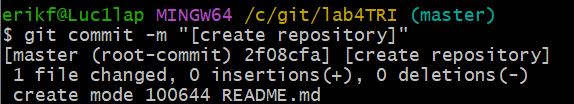 erikf@Luc1lap MINGW64 /c/git/lab4TRI (master)
$ git commit -m "[create repository]"
[master (root-commit) 2f08cfa] [create repository]
 1 file changed, 0 insertions(+), 0 deletions(-)
 create mode 100644 README.md